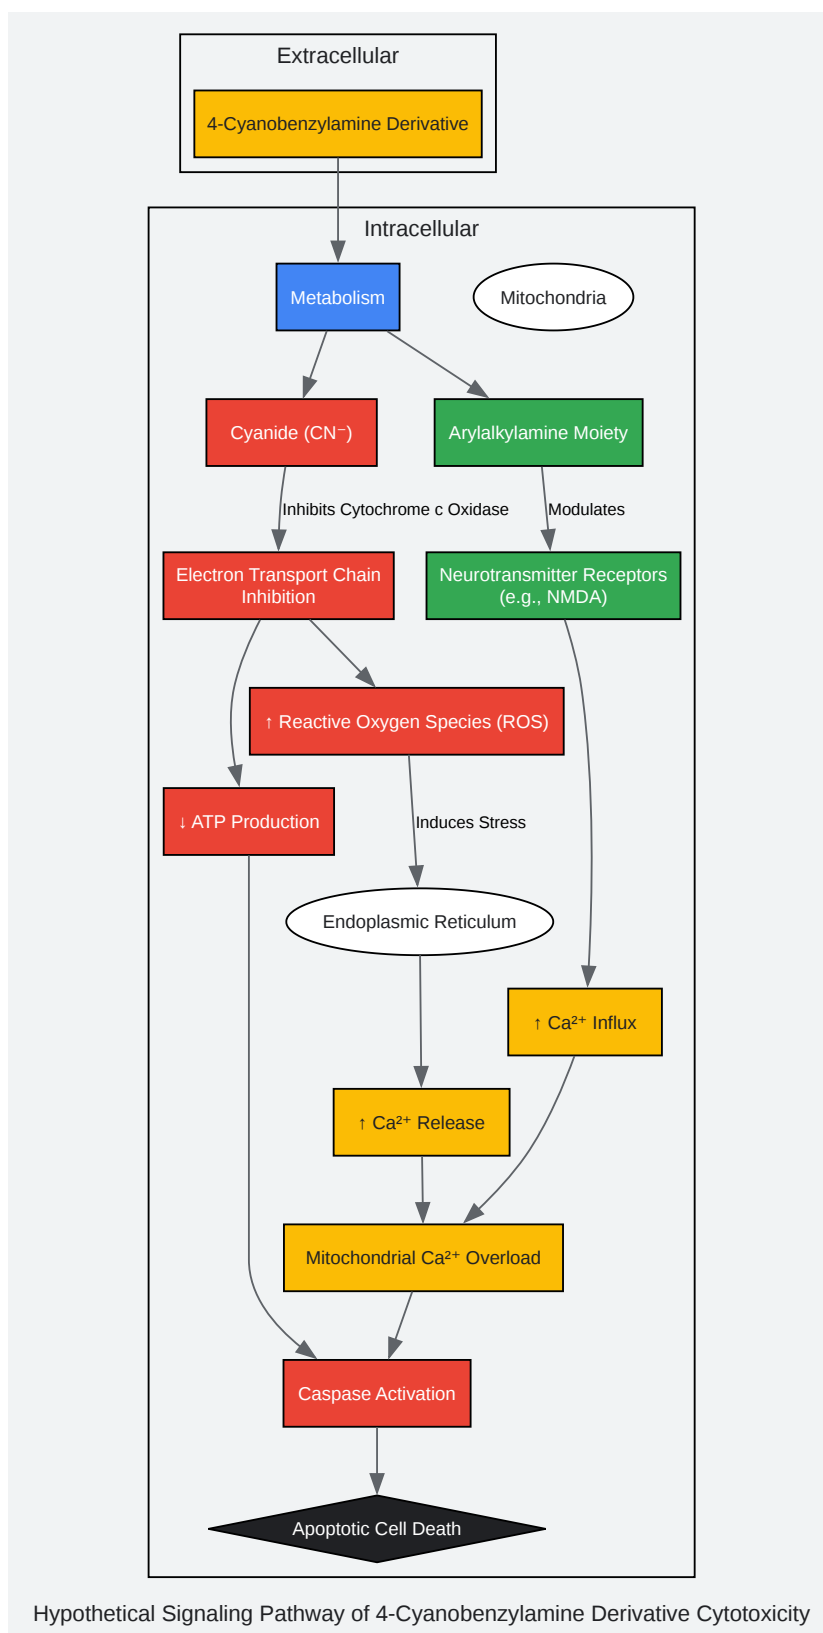 Extracellular
4-Cyanobenzylamine Derivative
Intracellular
Metabolism
Mitochondria
Cyanide (CN⁻)
Arylalkylamine Moiety
Inhibits Cytochrome c Oxidase
Modulates
Electron Transport Chain
Inhibition
Neurotransmitter Receptors
(e.g., NMDA)
↑ Reactive Oxygen Species (ROS)
↓ ATP Production
Induces Stress
Endoplasmic Reticulum
↑ Ca²⁺ Influx
↑ Ca²⁺ Release
Mitochondrial Ca²⁺ Overload
Caspase Activation
Apoptotic Cell Death
Hypothetical Signaling Pathway of 4-Cyanobenzylamine Derivative Cytotoxicity